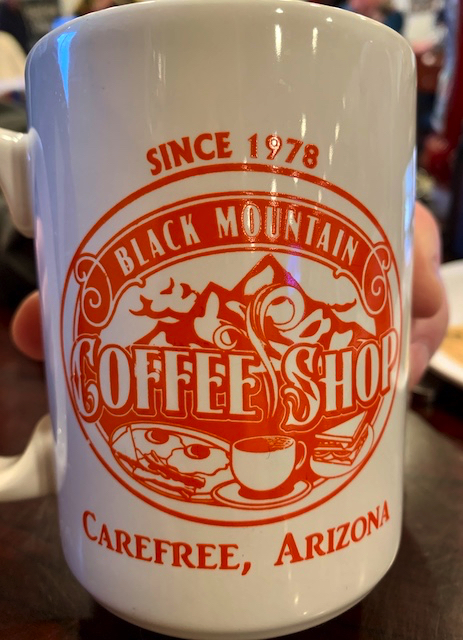 SINCE 1978
BLACK MOUNTAIN
COFFEE SHOP
CAREFREE, ARIZONA